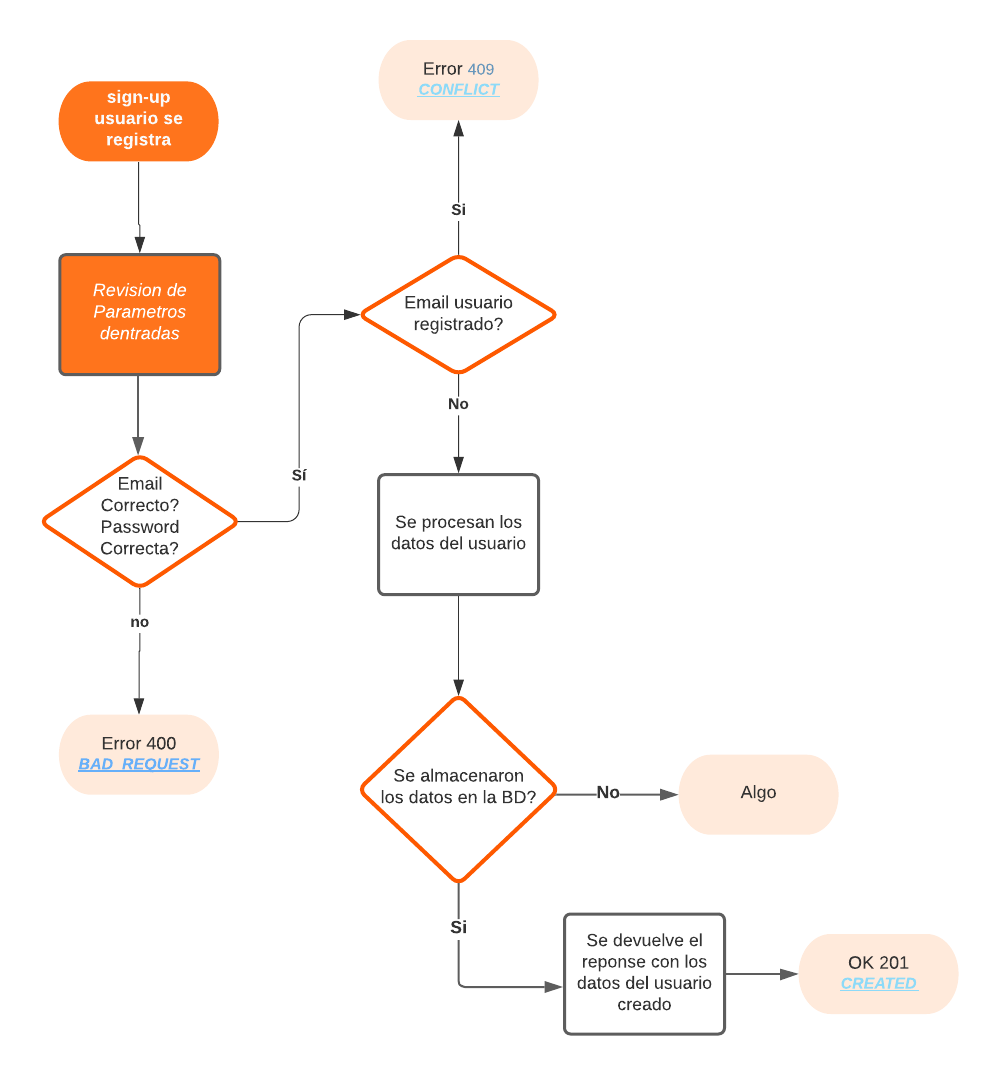 sign-up
usuario se
registra
Revision de
Parametros
dentradas
Email
Correcto?
Password
Correcta?
no
Error 400
BAD_REQUEST
Sí
Error 409
CONFLICT
Si
Email usuario
registrado?
No
Se procesan los
datos del usuario
Se almacenaron
los datos en la BD?
No
Algo
Si
Se devuelve el
reponse con los
datos del usuario
creado
OK 201
CREATED